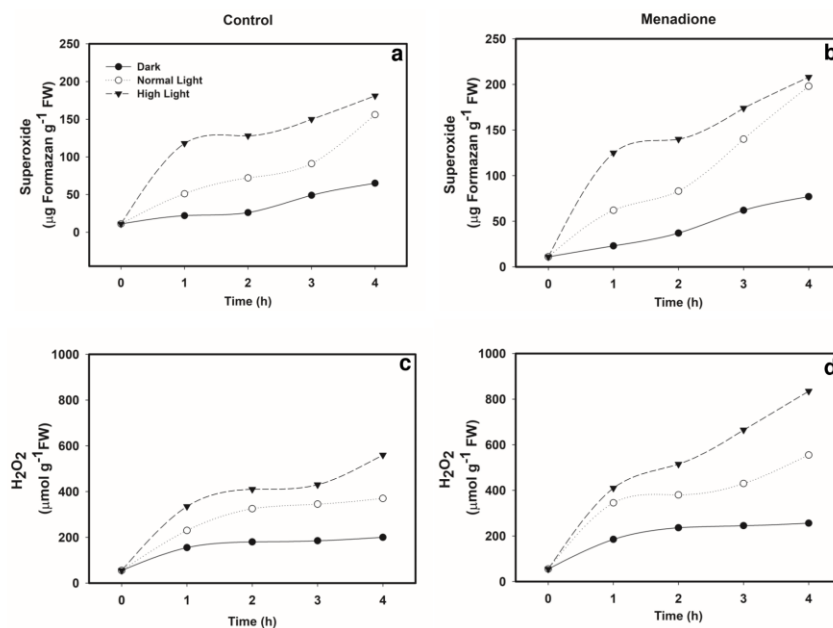 Control
Menadione
a
250
200
150
100
50
0
Superoxide
(µg Formazan g⁻¹ FW)
Dark
Normal Light
High Light
0 1 2 3 4
Time (h)
b
250
200
150
100
50
0
Superoxide
(µg Formazan g⁻¹ FW)
0 1 2 3 4
Time (h)
c
1000
800
600
400
200
0
H₂O₂
(µmol g⁻¹FW)
0 1 2 3 4
Time (h)
d
1000
800
600
400
200
0
H₂O₂
(µmol g⁻¹FW)
0 1 2 3 4
Time (h)